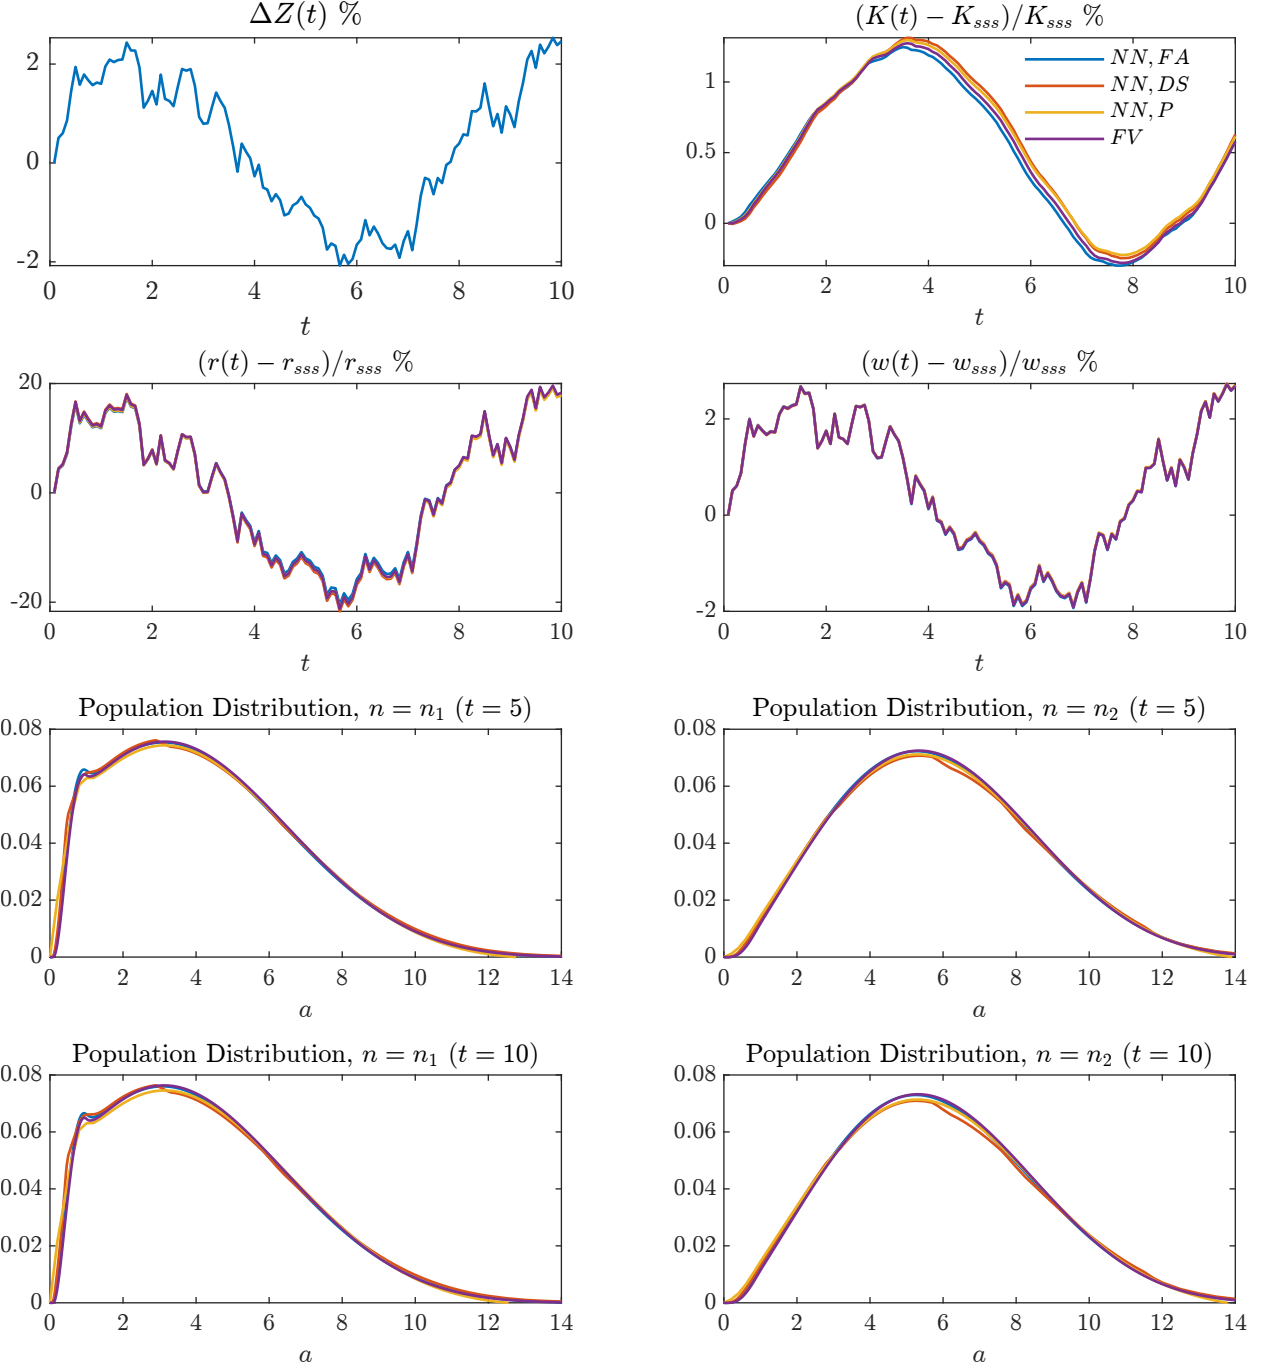 ΔZ(t) %
2
0
-2
0 2 4 6 8 10
t
(K(t) − K_sss)/K_sss %
1
0.5
0
NN, FA
NN, DS
NN, P
FV
0 2 4 6 8 10
t
(r(t) − r_sss)/r_sss %
20
0
-20
0 2 4 6 8 10
t
(w(t) − w_sss)/w_sss %
2
0
-2
0 2 4 6 8 10
t
Population Distribution, n = n₁ (t = 5)
0.08
0.06
0.04
0.02
0
0 2 4 6 8 10 12 14
a
Population Distribution, n = n₂ (t = 5)
0.08
0.06
0.04
0.02
0
0 2 4 6 8 10 12 14
a
Population Distribution, n = n₁ (t = 10)
0.08
0.06
0.04
0.02
0
0 2 4 6 8 10 12 14
a
Population Distribution, n = n₂ (t = 10)
0.08
0.06
0.04
0.02
0
0 2 4 6 8 10 12 14
a